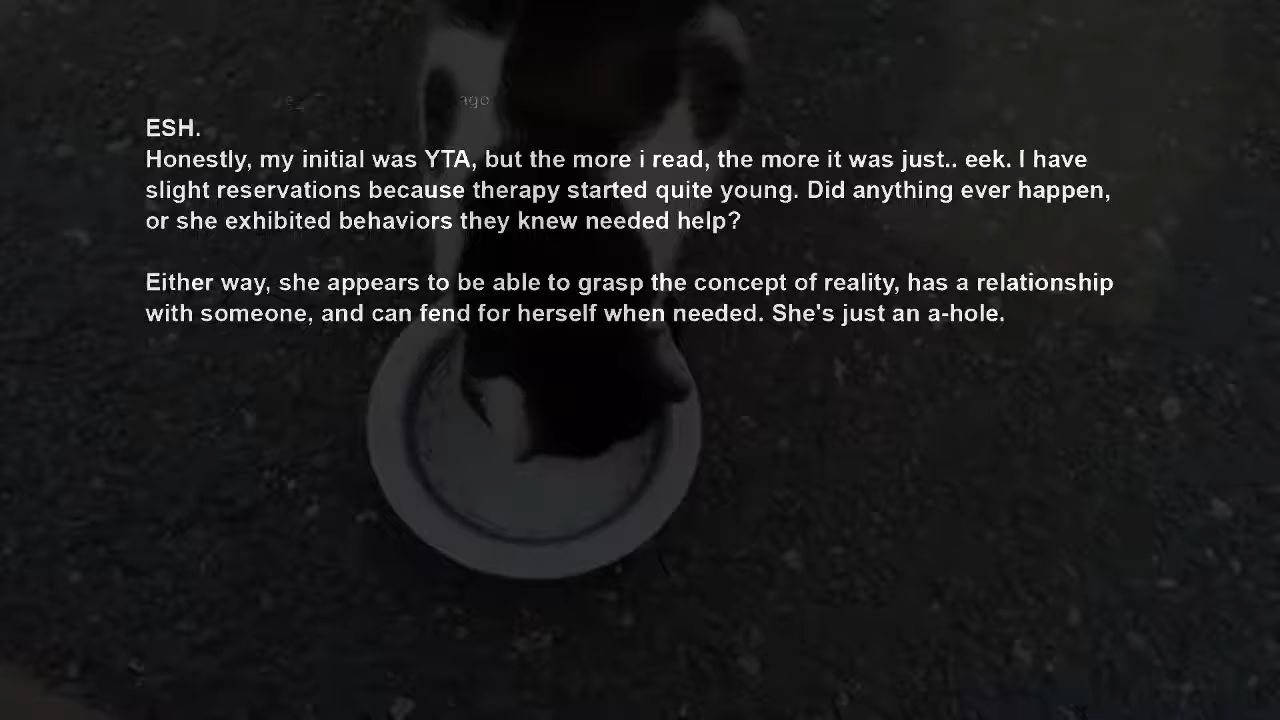 ago
ESH.
Honestly, my initial was YTA, but the more i read, the more it was just.. eek. I have
slight reservations because therapy started quite young. Did anything ever happen,
or she exhibited behaviors they knew needed help?
Either way, she appears to be able to grasp the concept of reality, has a relationship
with someone, and can fend for herself when needed. She's just an a-hole.